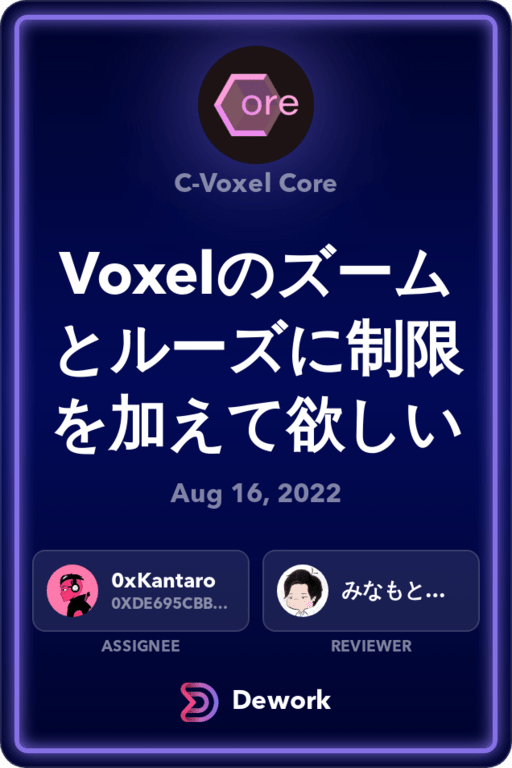 ore
C-Voxel Core
Voxelのズーム
とルーズに制限
を加えて欲しい
Aug 16, 2022
0xKantaro
0XDE695CBB...
ASSIGNEE
みなもと...
REVIEWER
Dework